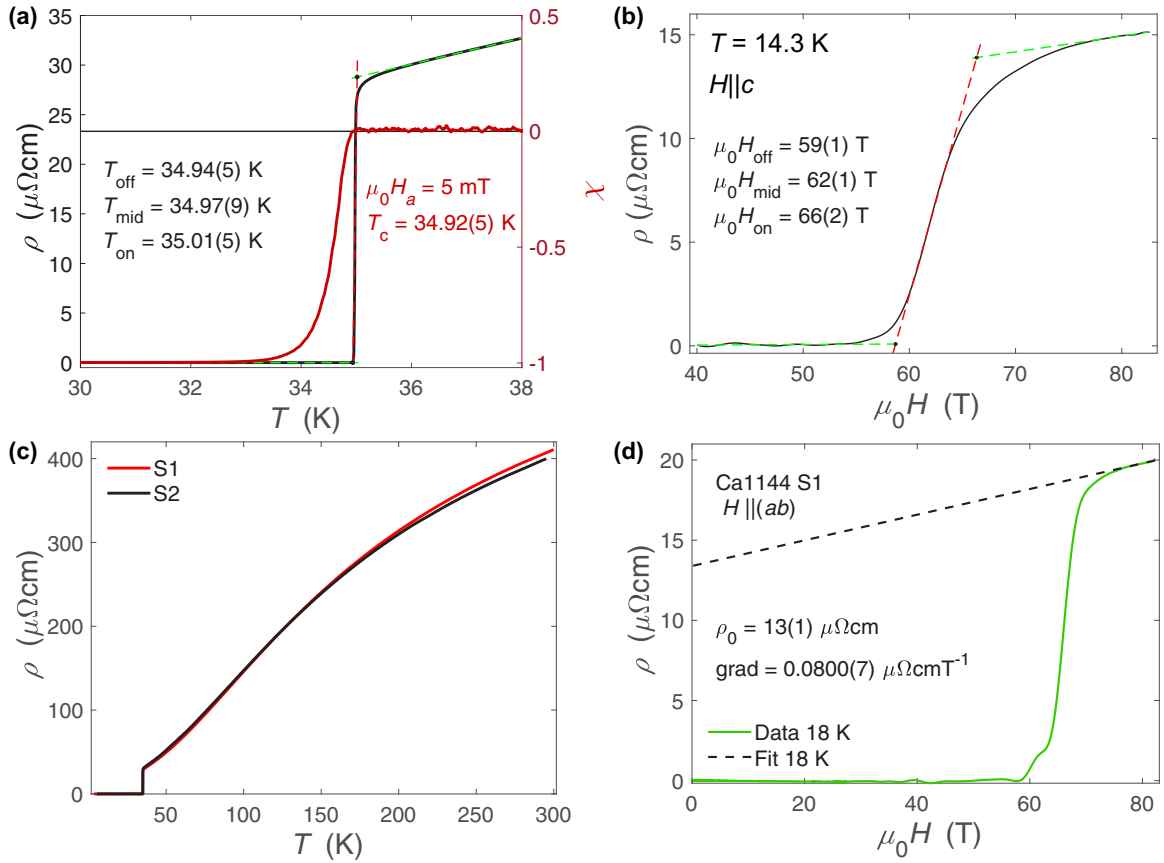 (a)
35
30
25
20
15
10
5
0
ρ (μΩcm)
0.5
0
-0.5
-1
χ
T_off = 34.94(5) K
T_mid = 34.97(9) K
T_on = 35.01(5) K
μ₀H_a = 5 mT
T_c = 34.92(5) K
30 32 34 36 38
T (K)
(b)
15
10
5
0
ρ (μΩcm)
T = 14.3 K
H||c
μ₀H_off = 59(1) T
μ₀H_mid = 62(1) T
μ₀H_on = 66(2) T
40 50 60 70 80
μ₀H (T)
(c)
400
300
200
100
0
ρ (μΩcm)
S1
S2
50 100 150 200 250 300
T (K)
(d)
20
15
10
5
0
ρ (μΩcm)
Ca1144 S1
H ||(ab)
ρ₀ = 13(1) μΩcm
grad = 0.0800(7) μΩcmT⁻¹
Data 18 K
Fit 18 K
0 20 40 60 80
μ₀H (T)